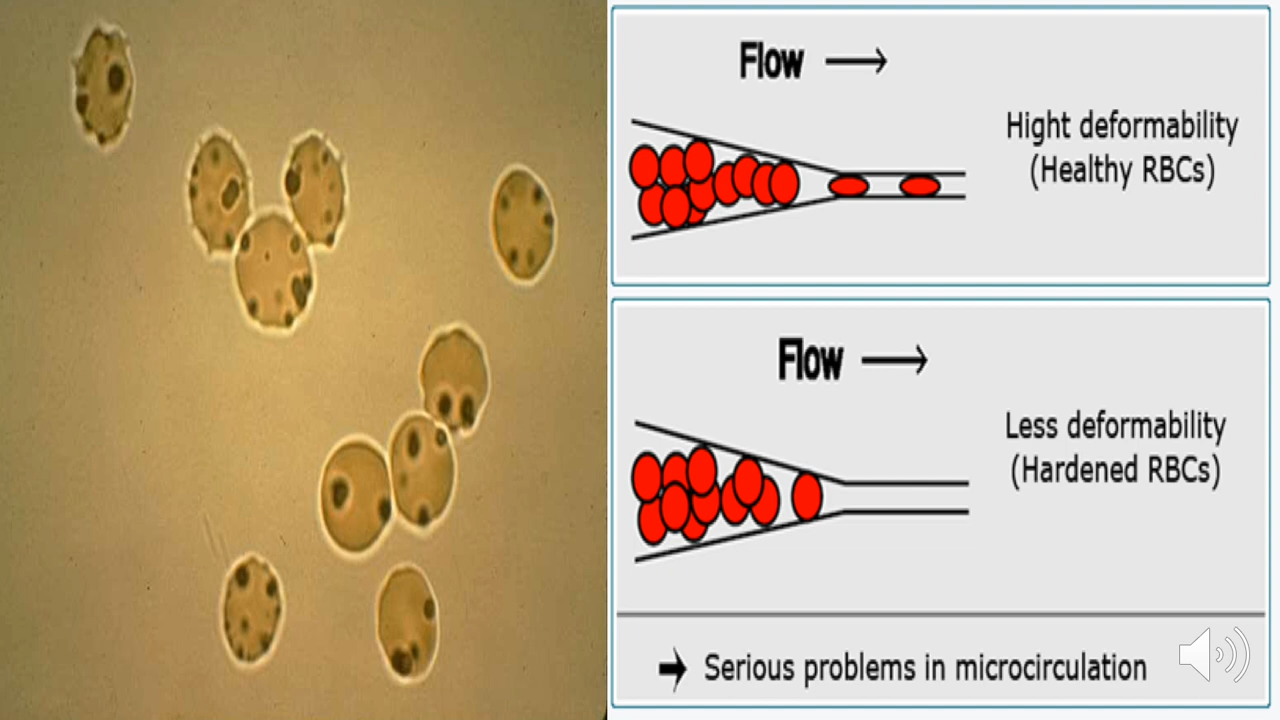 Flow
Hight deformability
(Healthy RBCs)
Flow
Less deformability
(Hardened RBCs)
Serious problems in microcirculation